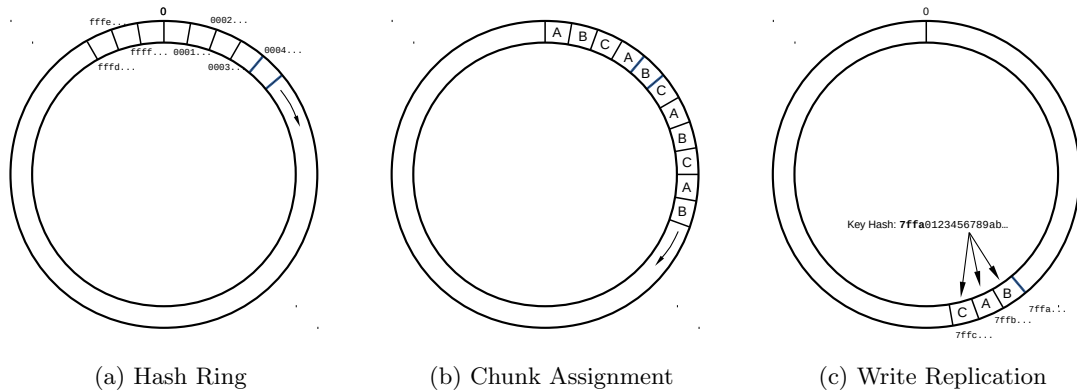 0
fffe...
0002...
ffff...
0001...
0004...
fffd...
0003...
(a) Hash Ring
A
B
C
A
B
C
A
B
C
A
B
(b) Chunk Assignment
0
Key Hash: 7ffa0123456789ab…
C
A
B
7ffa...
7ffb...
7ffc...
(c) Write Replication